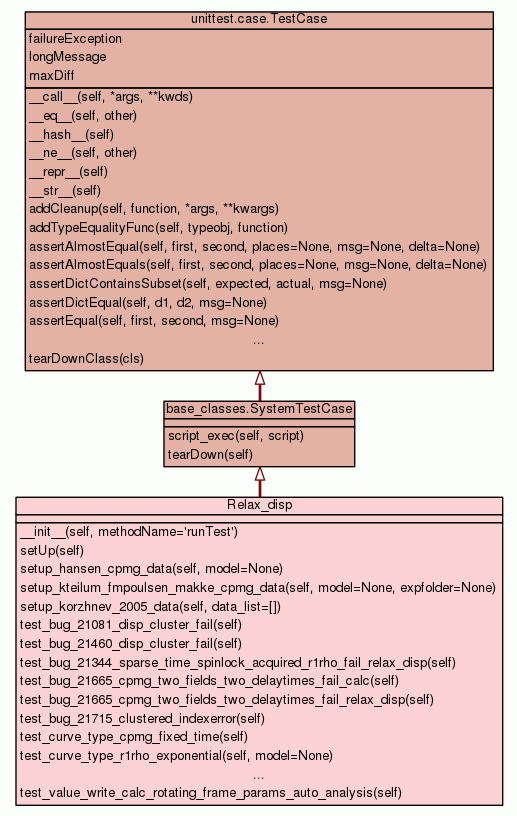 unittest.case.TestCase
failureException
longMessage
maxDiff
__call__(self, *args, **kwds)
__eq__(self, other)
__hash__(self)
__ne__(self, other)
__repr__(self)
__str__(self)
addCleanup(self, function, *args, **kwargs)
addTypeEqualityFunc(self, typeobj, function)
assertAlmostEqual(self, first, second, places=None, msg=None, delta=None)
assertAlmostEquals(self, first, second, places=None, msg=None, delta=None)
assertDictContainsSubset(self, expected, actual, msg=None)
assertDictEqual(self, d1, d2, msg=None)
assertEqual(self, first, second, msg=None)
...
tearDownClass(cls)
base_classes.SystemTestCase
script_exec(self, script)
tearDown(self)
Relax_disp
__init__(self, methodName='runTest')
setUp(self)
setup_hansen_cpmg_data(self, model=None)
setup_kteilum_fmpoulsen_makke_cpmg_data(self, model=None, expfolder=None)
setup_korzhnev_2005_data(self, data_list=[])
test_bug_21081_disp_cluster_fail(self)
test_bug_21460_disp_cluster_fail(self)
test_bug_21344_sparse_time_spinlock_acquired_r1rho_fail_relax_disp(self)
test_bug_21665_cpmg_two_fields_two_delaytimes_fail_calc(self)
test_bug_21665_cpmg_two_fields_two_delaytimes_fail_relax_disp(self)
test_bug_21715_clustered_indexerror(self)
test_curve_type_cpmg_fixed_time(self)
test_curve_type_r1rho_exponential(self, model=None)
...
test_value_write_calc_rotating_frame_params_auto_analysis(self)